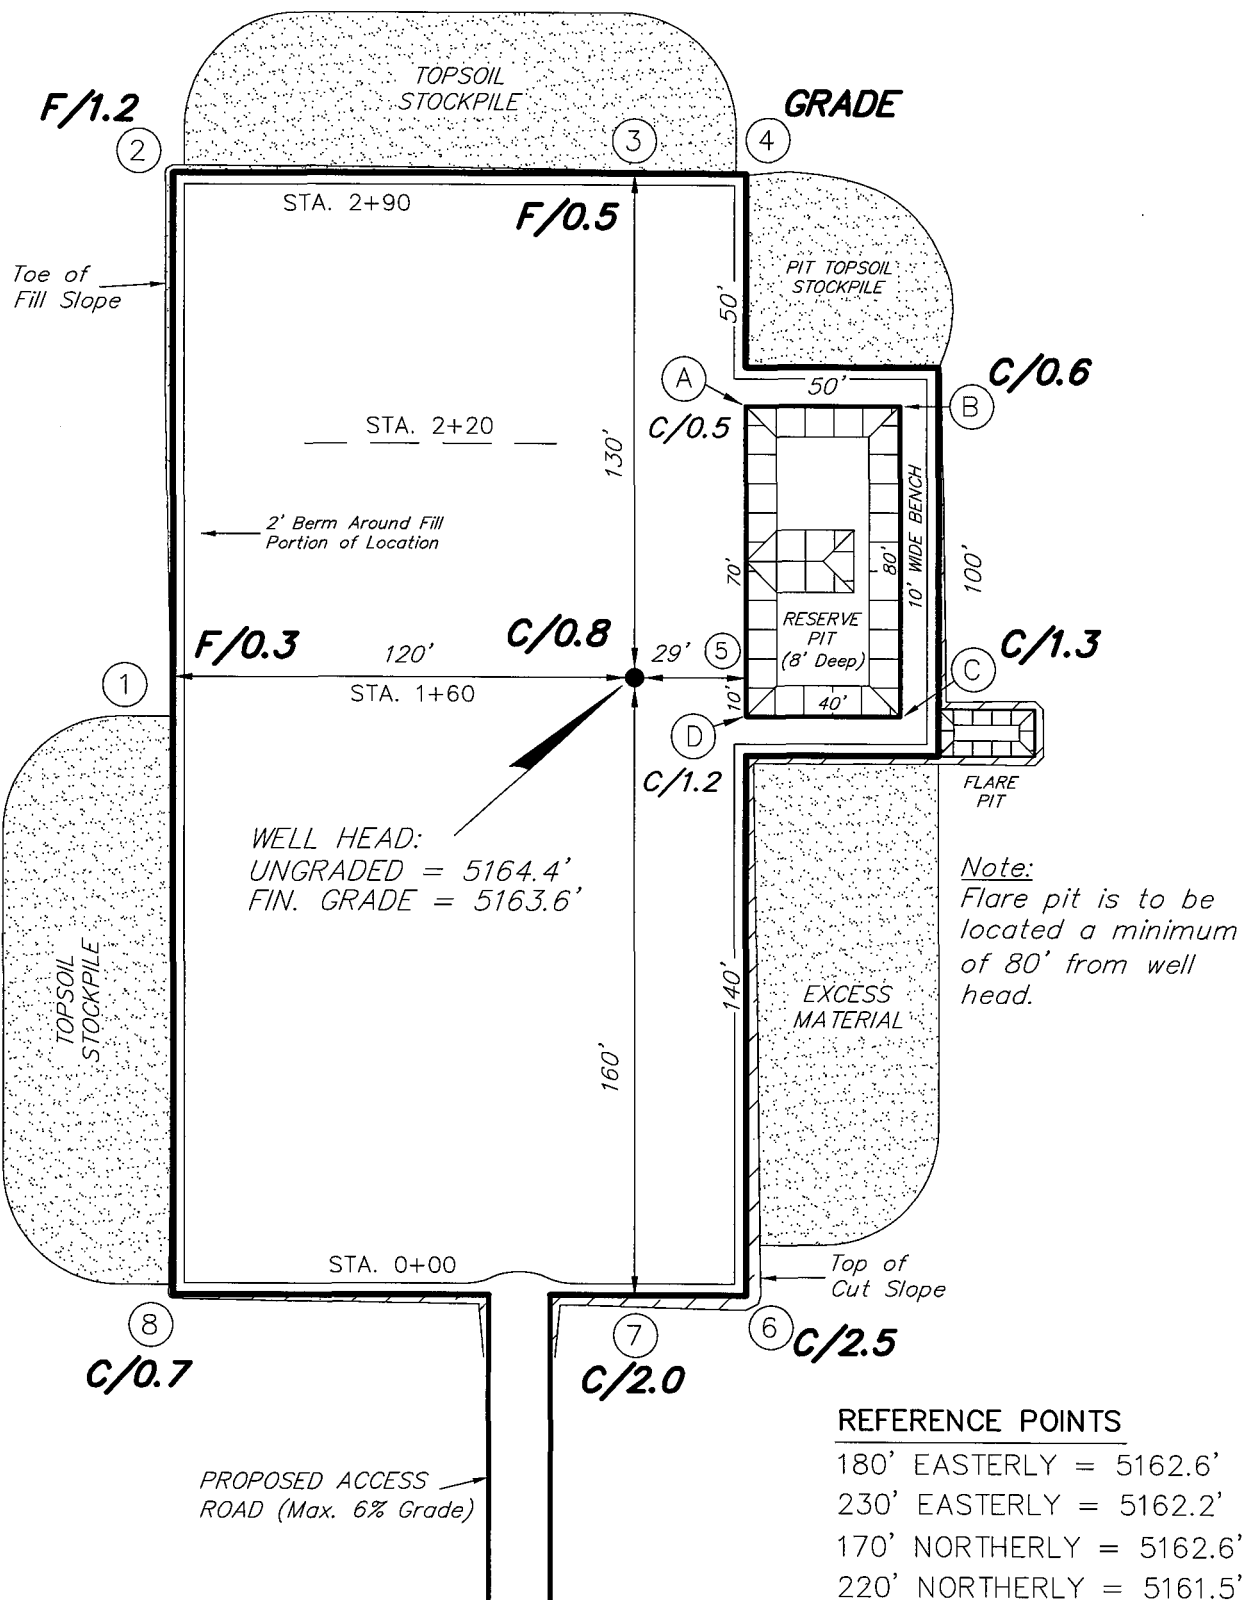 TOPSOIL
STOCKPILE
F/1.2
GRADE
2
3
4
STA. 2+90
F/0.5
Toe of
Fill Slope
PIT TOPSOIL
STOCKPILE
50'
C/0.6
A
50'
B
C/0.5
STA. 2+20
130'
10' WIDE BENCH
2' Berm Around Fill
Portion of Location
70'
80'
100'
RESERVE
PIT
(8' Deep)
F/0.3
120'
C/0.8
29'
5
C/1.3
C
1
STA. 1+60
10'
40'
D
C/1.2
FLARE
PIT
WELL HEAD:
UNGRADED = 5164.4'
FIN. GRADE = 5163.6'
Note:
Flare pit is to be
located a minimum
of 80' from well
head.
TOPSOIL
STOCKPILE
140'
EXCESS
MATERIAL
160'
STA. 0+00
Top of
Cut Slope
8
7
6
C/2.5
C/0.7
C/2.0
PROPOSED ACCESS
ROAD (Max. 6% Grade)
REFERENCE POINTS
180' EASTERLY = 5162.6'
230' EASTERLY = 5162.2'
170' NORTHERLY = 5162.6'
220' NORTHERLY = 5161.5'